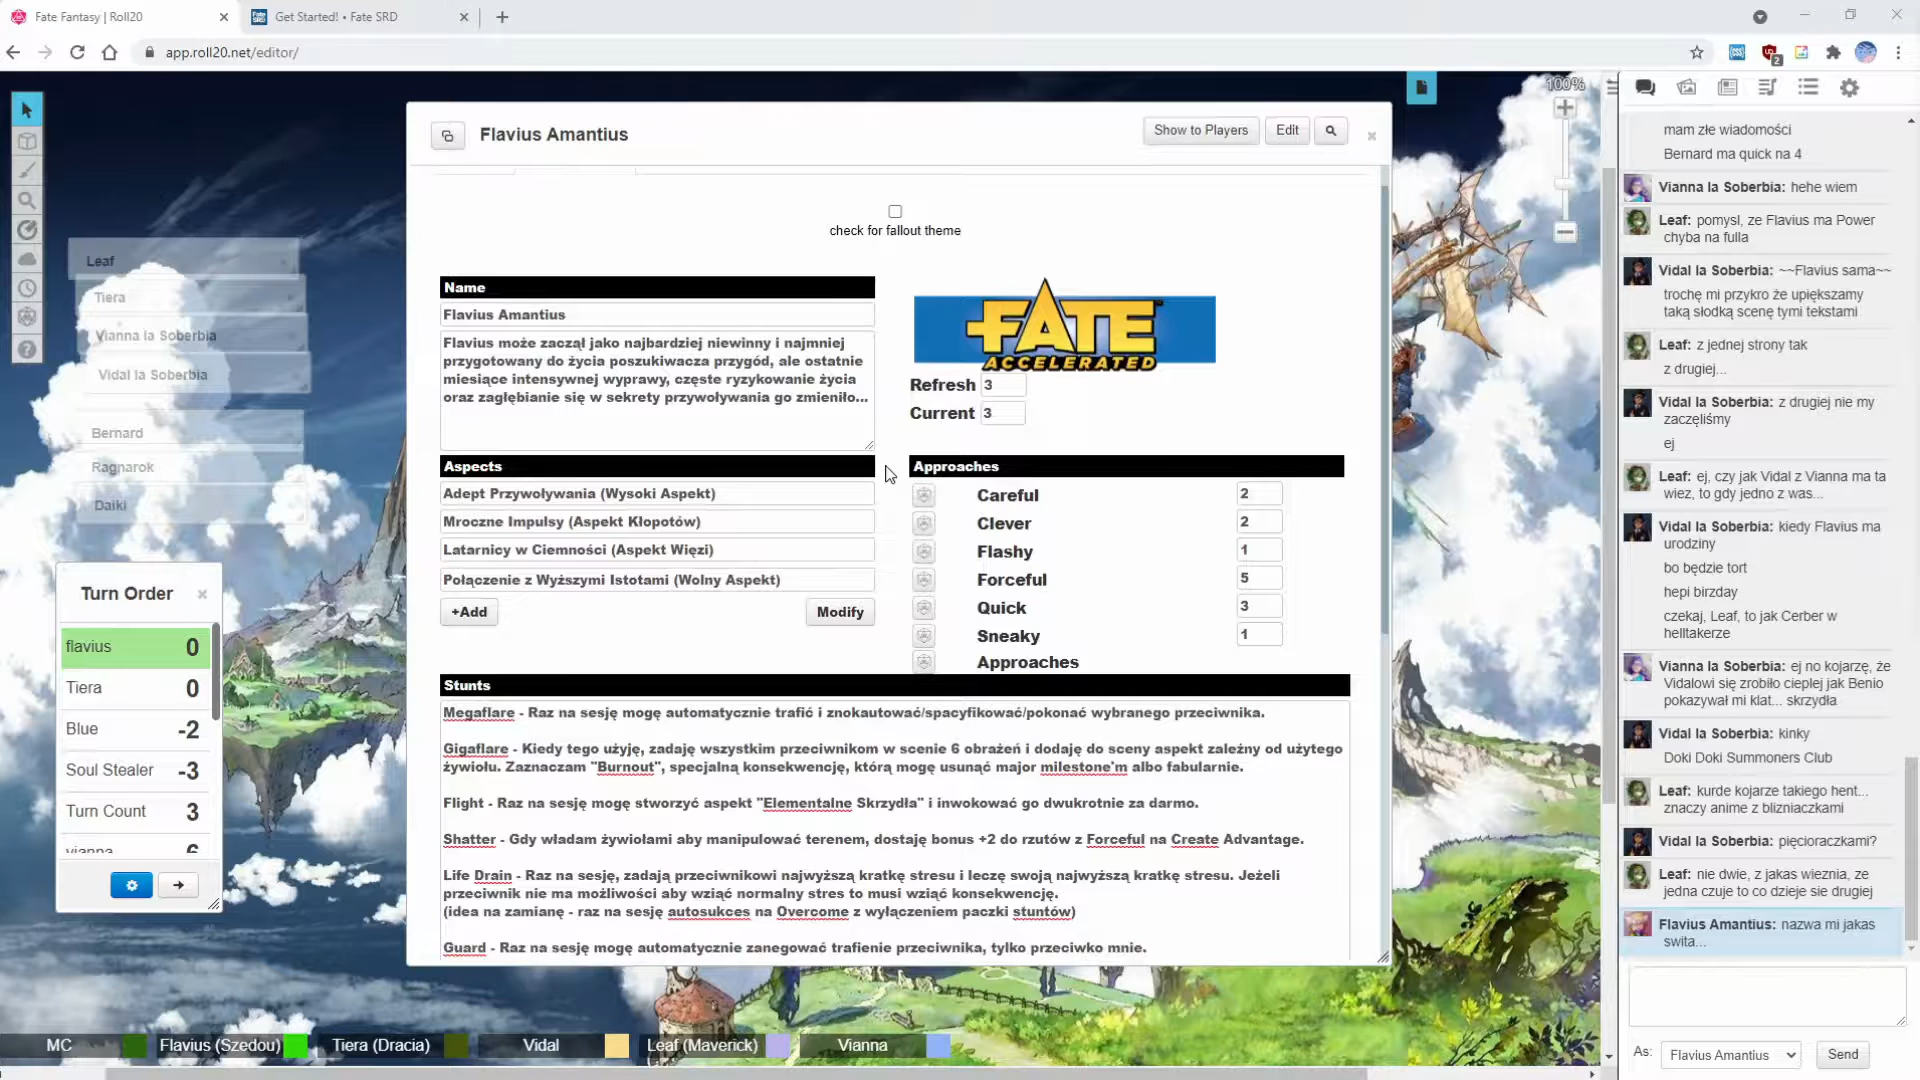 Fate Fantasy | Roll20
Get Started! • Fate SRD
app.roll20.net/editor/
2
100%
Leaf
Tiera
Vianna la Soberbia
Vidal la Soberbia
Bernard
Ragnarok
Daiki
Turn Order
flavius 0
Tiera 0
Blue -2
Soul Stealer -3
Turn Count 3
vianna 6
Flavius Amantius
Show to Players
Edit
check for fallout theme
Name
Flavius Amantius
Flavius może zaczął jako najbardziej niewinny i najmniej
przygotowany do życia poszukiwacza przygód, ale ostatnie
miesiące intensywnej wyprawy, częste ryzykowanie życia
oraz zagłębianie się w sekrety przywoływania go zmieniło...
FATE
ACCELERATED
Refresh 3
Current 3
Aspects
Adept Przywoływania (Wysoki Aspekt)
Mroczne Impulsy (Aspekt Kłopotów)
Latarnicy w Ciemności (Aspekt Więzi)
Połączenie z Wyższymi Istotami (Wolny Aspekt)
+Add
Modify
Approaches
Careful 2
Clever 2
Flashy 1
Forceful 5
Quick 3
Sneaky 1
Approaches
Stunts
Megaflare - Raz na sesję mogę automatycznie trafić i znokautować/spacyfikować/pokonać wybranego przeciwnika.
Gigaflare - Kiedy tego użyję, zadaję wszystkim przeciwnikom w scenie 6 obrażeń i dodaję do sceny aspekt zależny od użytego
żywiołu. Zaznaczam "Burnout", specjalną konsekwencję, którą mogę usunąć major milestone'm albo fabularnie.
Flight - Raz na sesję mogę stworzyć aspekt "Elementalne Skrzydła" i inwokować go dwukrotnie za darmo.
Shatter - Gdy władam żywiołami aby manipulować terenem, dostaję bonus +2 do rzutów z Forceful na Create Advantage.
Life Drain - Raz na sesję, zadają przeciwnikowi najwyższą kratkę stresu i leczę swoją najwyższą kratkę stresu. Jeżeli
przeciwnik nie ma możliwości aby wziąć normalny stres to musi wziąć konsekwencję.
(idea na zamianę - raz na sesję autosukces na Overcome z wyłączeniem paczki stuntów)
Guard - Raz na sesję mogę automatycznie zanegować trafienie przeciwnika, tylko przeciwko mnie.
mam złe wiadomości
Bernard ma quick na 4
Vianna la Soberbia: hehe wiem
Leaf: pomysl, ze Flavius ma Power
chyba na fulla
Vidal la Soberbia: ~~Flavius sama~~
trochę mi przykro że upiększamy
taką słodką scenę tymi tekstami
Leaf: z jednej strony tak
z drugiej...
Vidal la Soberbia: z drugiej nie my
zaczęliśmy
ej
Leaf: ej, czy jak Vidal z Vianna ma ta
wiez, to gdy jedno z was...
Vidal la Soberbia: kiedy Flavius ma
urodziny
bo będzie tort
hepi birzday
czekaj, Leaf, to jak Cerber w
helltakerze
Vianna la Soberbia: ej no kojarzę, że
Vidalowi się zrobiło cieplej jak Benio
pokazywał mi klat... skrzydła
Vidal la Soberbia: kinky
Doki Doki Summoners Club
Leaf: kurde kojarze takiego hent...
znaczy anime z blizniaczkami
Vidal la Soberbia: pięcioraczkami?
Leaf: nie dwie, z jakas wieznia, ze
jedna czuje to co dzieje sie drugiej
Flavius Amantius: nazwa mi jakas
swita...
As: Flavius Amantius
Send
MC
Flavius (Szedou)
Tiera (Dracia)
Vidal
Leaf (Maverick)
Vianna